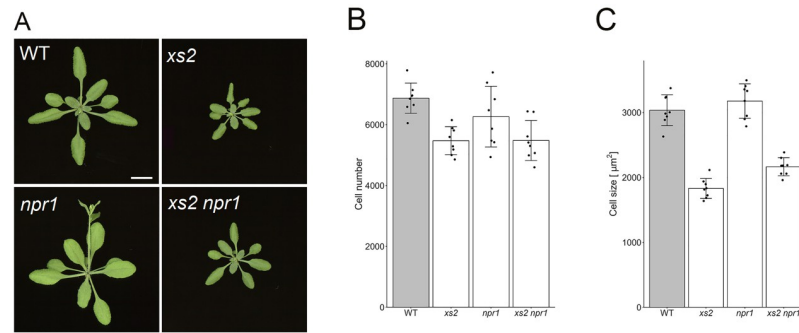 A
WT
xs2
npr1
xs2 npr1
B
Cell number
8000
6000
4000
2000
0
WT
xs2
npr1
xs2 npr1
C
Cell size [ μm²]
3000
2000
1000
0
WT
xs2
npr1
xs2 npr1